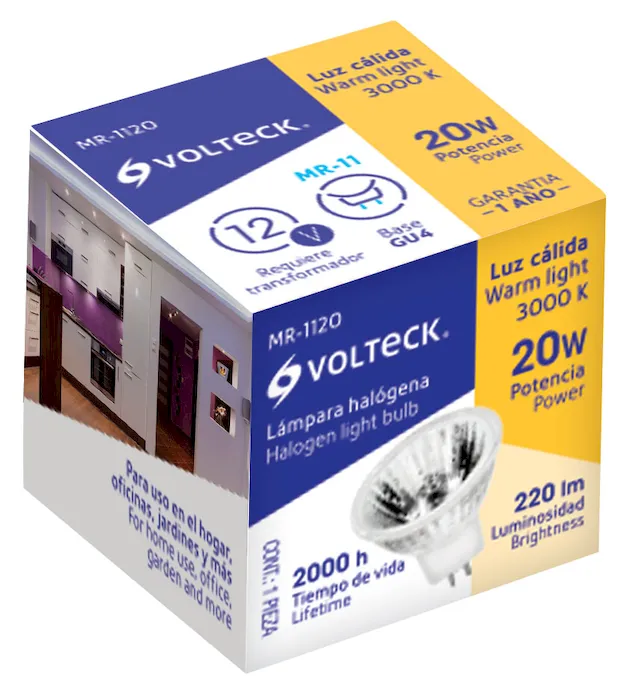 MR-1120
VOLTECK®
Luz cálida
Warm light
3000 K
20W
Potencia
Power
GARANTIA
—1 AÑO—
12 V
Requiere
transformador
MR-11
Base
GU4
MR-1120
VOLTECK®
Lámpara halógena
Halogen light bulb
Luz cálida
Warm light
3000 K
20W
Potencia
Power
220 lm
Luminosidad
Brightness
2000 h
Tiempo de vida
Lifetime
CONT.: 1 PIEZA
Para uso en el hogar,
oficinas, jardines y más
For home use, office,
garden and more